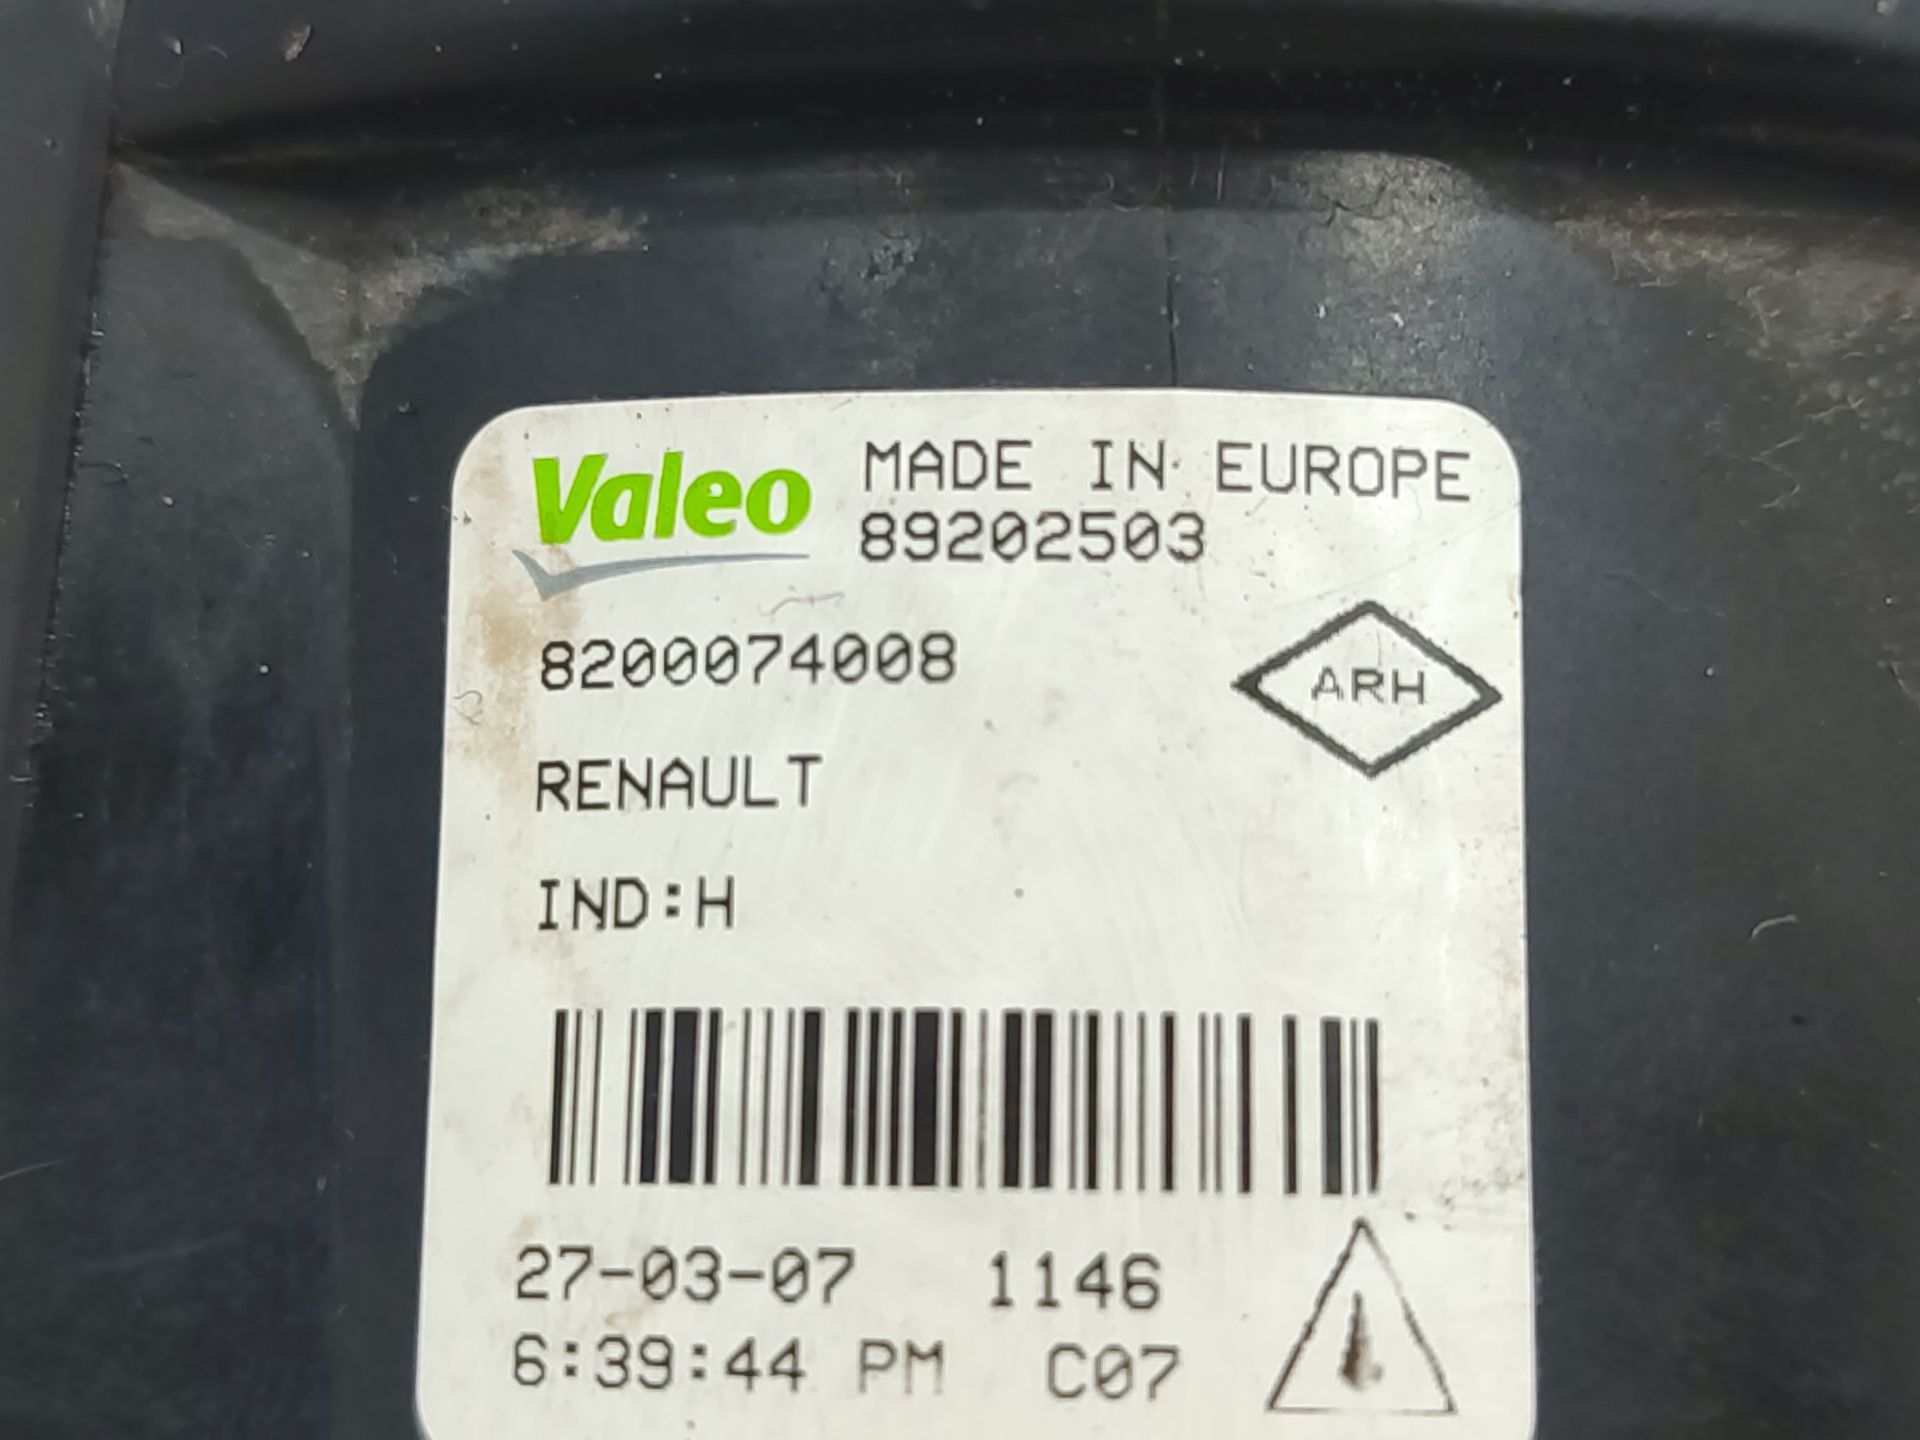 Valeo MADE IN EUROPE
89202503
8200074008
ARH
RENAULT
IND:H
27-03-07 1146
6:39:44 PM C07